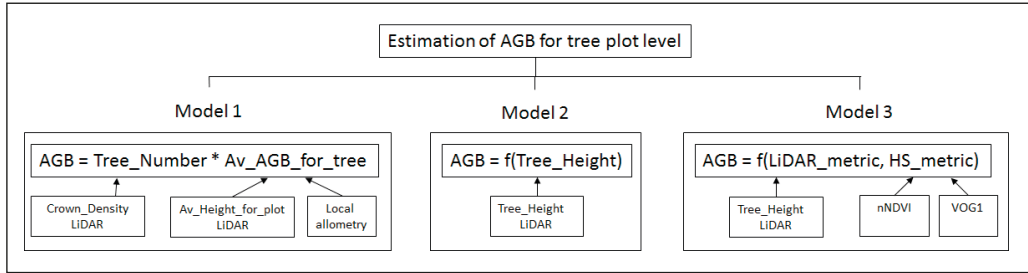 Estimation of AGB for tree plot level
Model 1
Model 2
Model 3
AGB = Tree_Number * Av_AGB_for_tree
AGB = f(Tree_Height)
AGB = f(LiDAR_metric, HS_metric)
Crown_Density
LiDAR
Av_Height_for_plot
LiDAR
Local
allometry
Tree_Height
LiDAR
Tree_Height
LiDAR
nNDVI
VOG1